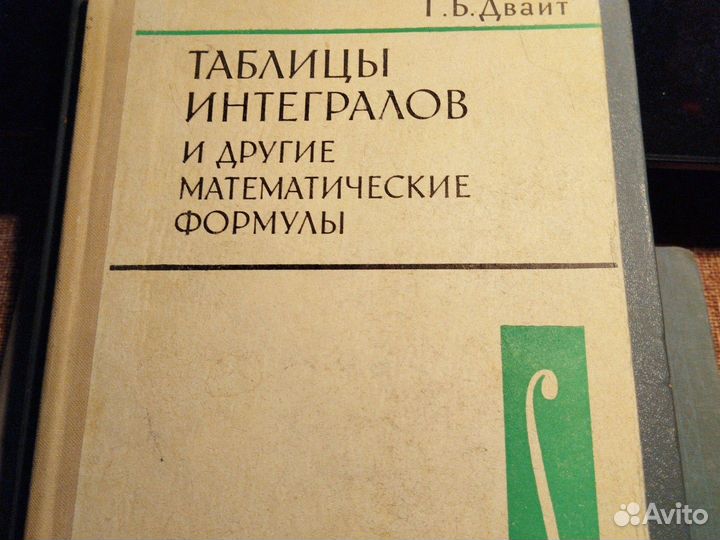 Г.Б.Двайт
ТАБЛИЦЫ
ИНТЕГРАЛОВ
И ДРУГИЕ
МАТЕМАТИЧЕСКИЕ
ФОРМУЛЫ
Avito